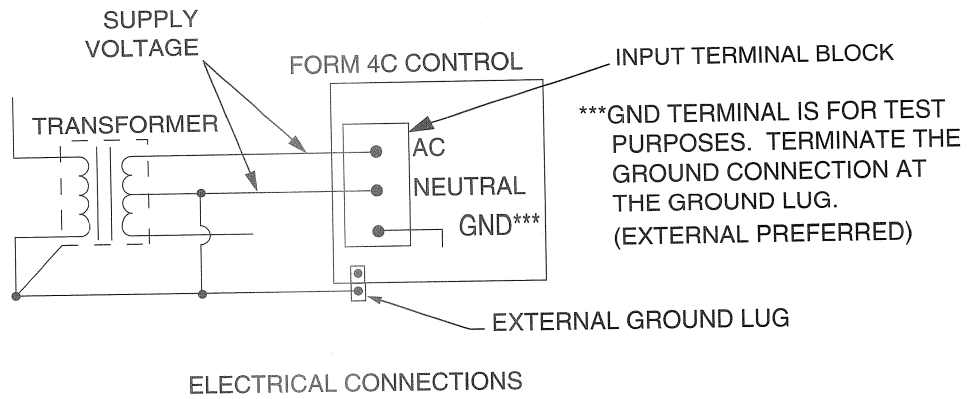 SUPPLY
VOLTAGE
FORM 4C CONTROL
INPUT TERMINAL BLOCK
TRANSFORMER
AC
NEUTRAL
GND***
***GND TERMINAL IS FOR TEST
PURPOSES. TERMINATE THE
GROUND CONNECTION AT
THE GROUND LUG.
(EXTERNAL PREFERRED)
EXTERNAL GROUND LUG
ELECTRICAL CONNECTIONS